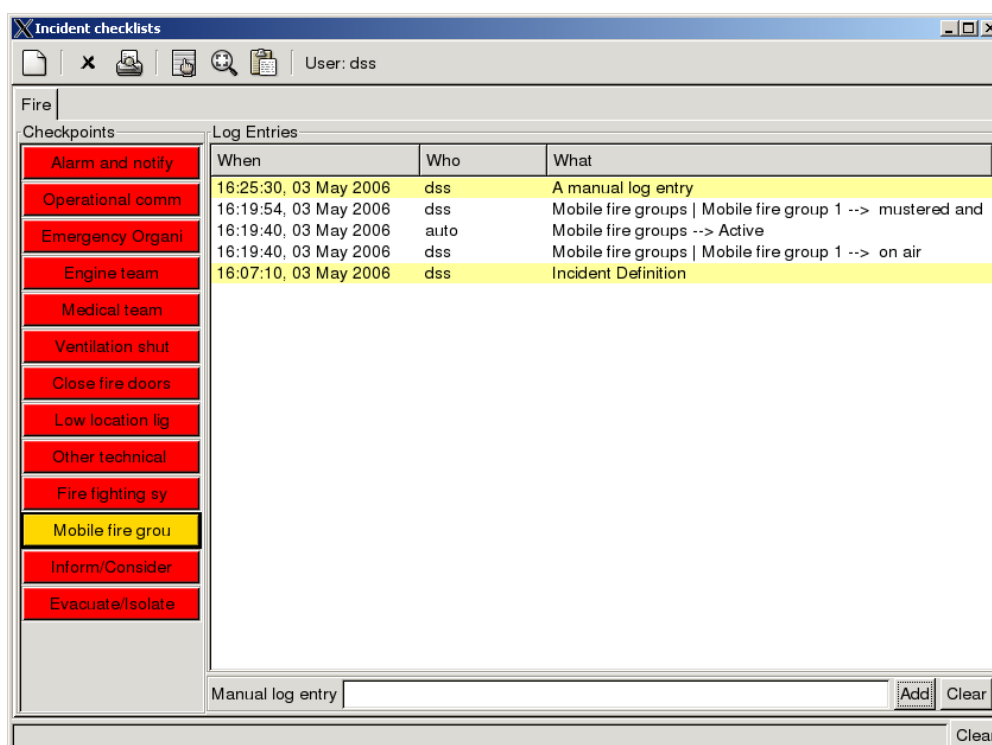 Incident checklists
User: dss
Fire
Checkpoints
Log Entries
Alarm and notify
Operational comm
Emergency Organi
Engine team
Medical team
Ventilation shut
Close fire doors
Low location lig
Other technical
Fire fighting sy
Mobile fire grou
Inform/Consider
Evacuate/Isolate
When Who What
16:25:30, 03 May 2006 dss A manual log entry
16:19:54, 03 May 2006 dss Mobile fire groups | Mobile fire group 1 --> mustered and
16:19:40, 03 May 2006 auto Mobile fire groups --> Active
16:19:40, 03 May 2006 dss Mobile fire groups | Mobile fire group 1 --> on air
16:07:10, 03 May 2006 dss Incident Definition
Manual log entry Add Clear
Clear